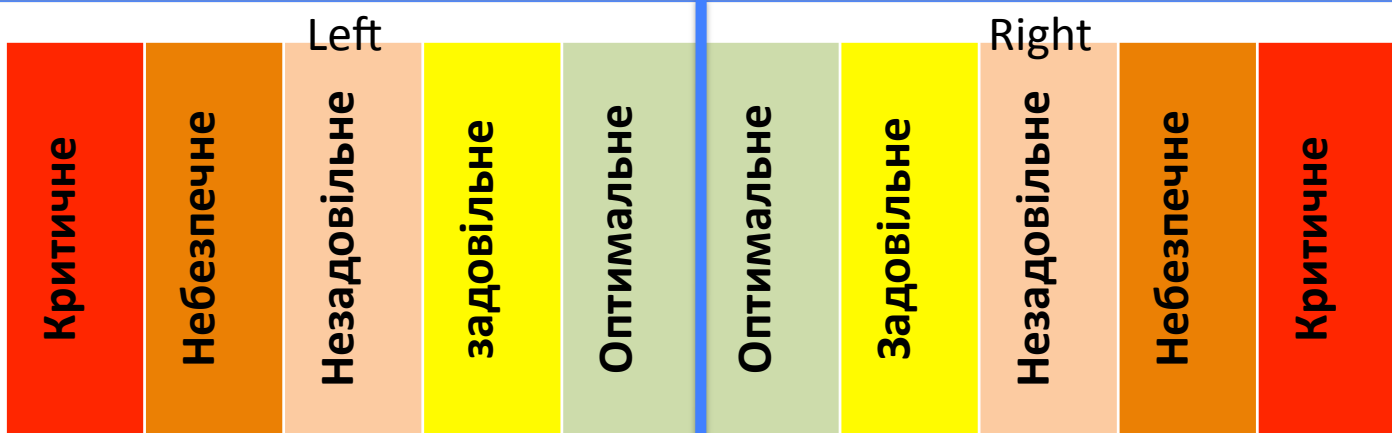 Left
Right
Критичне
Небезпечне
Незадовільне
задовільне
Оптимальне
Оптимальне
Задовільне
Незадовільне
Небезпечне
Критичне